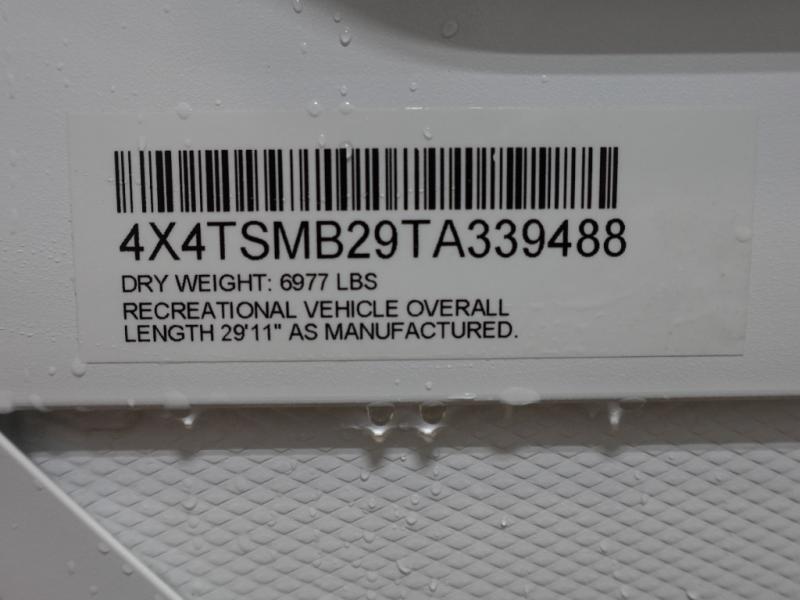 4X4TSMB29TA339488
DRY WEIGHT: 6977 LBS
RECREATIONAL VEHICLE OVERALL
LENGTH 29'11" AS MANUFACTURED.